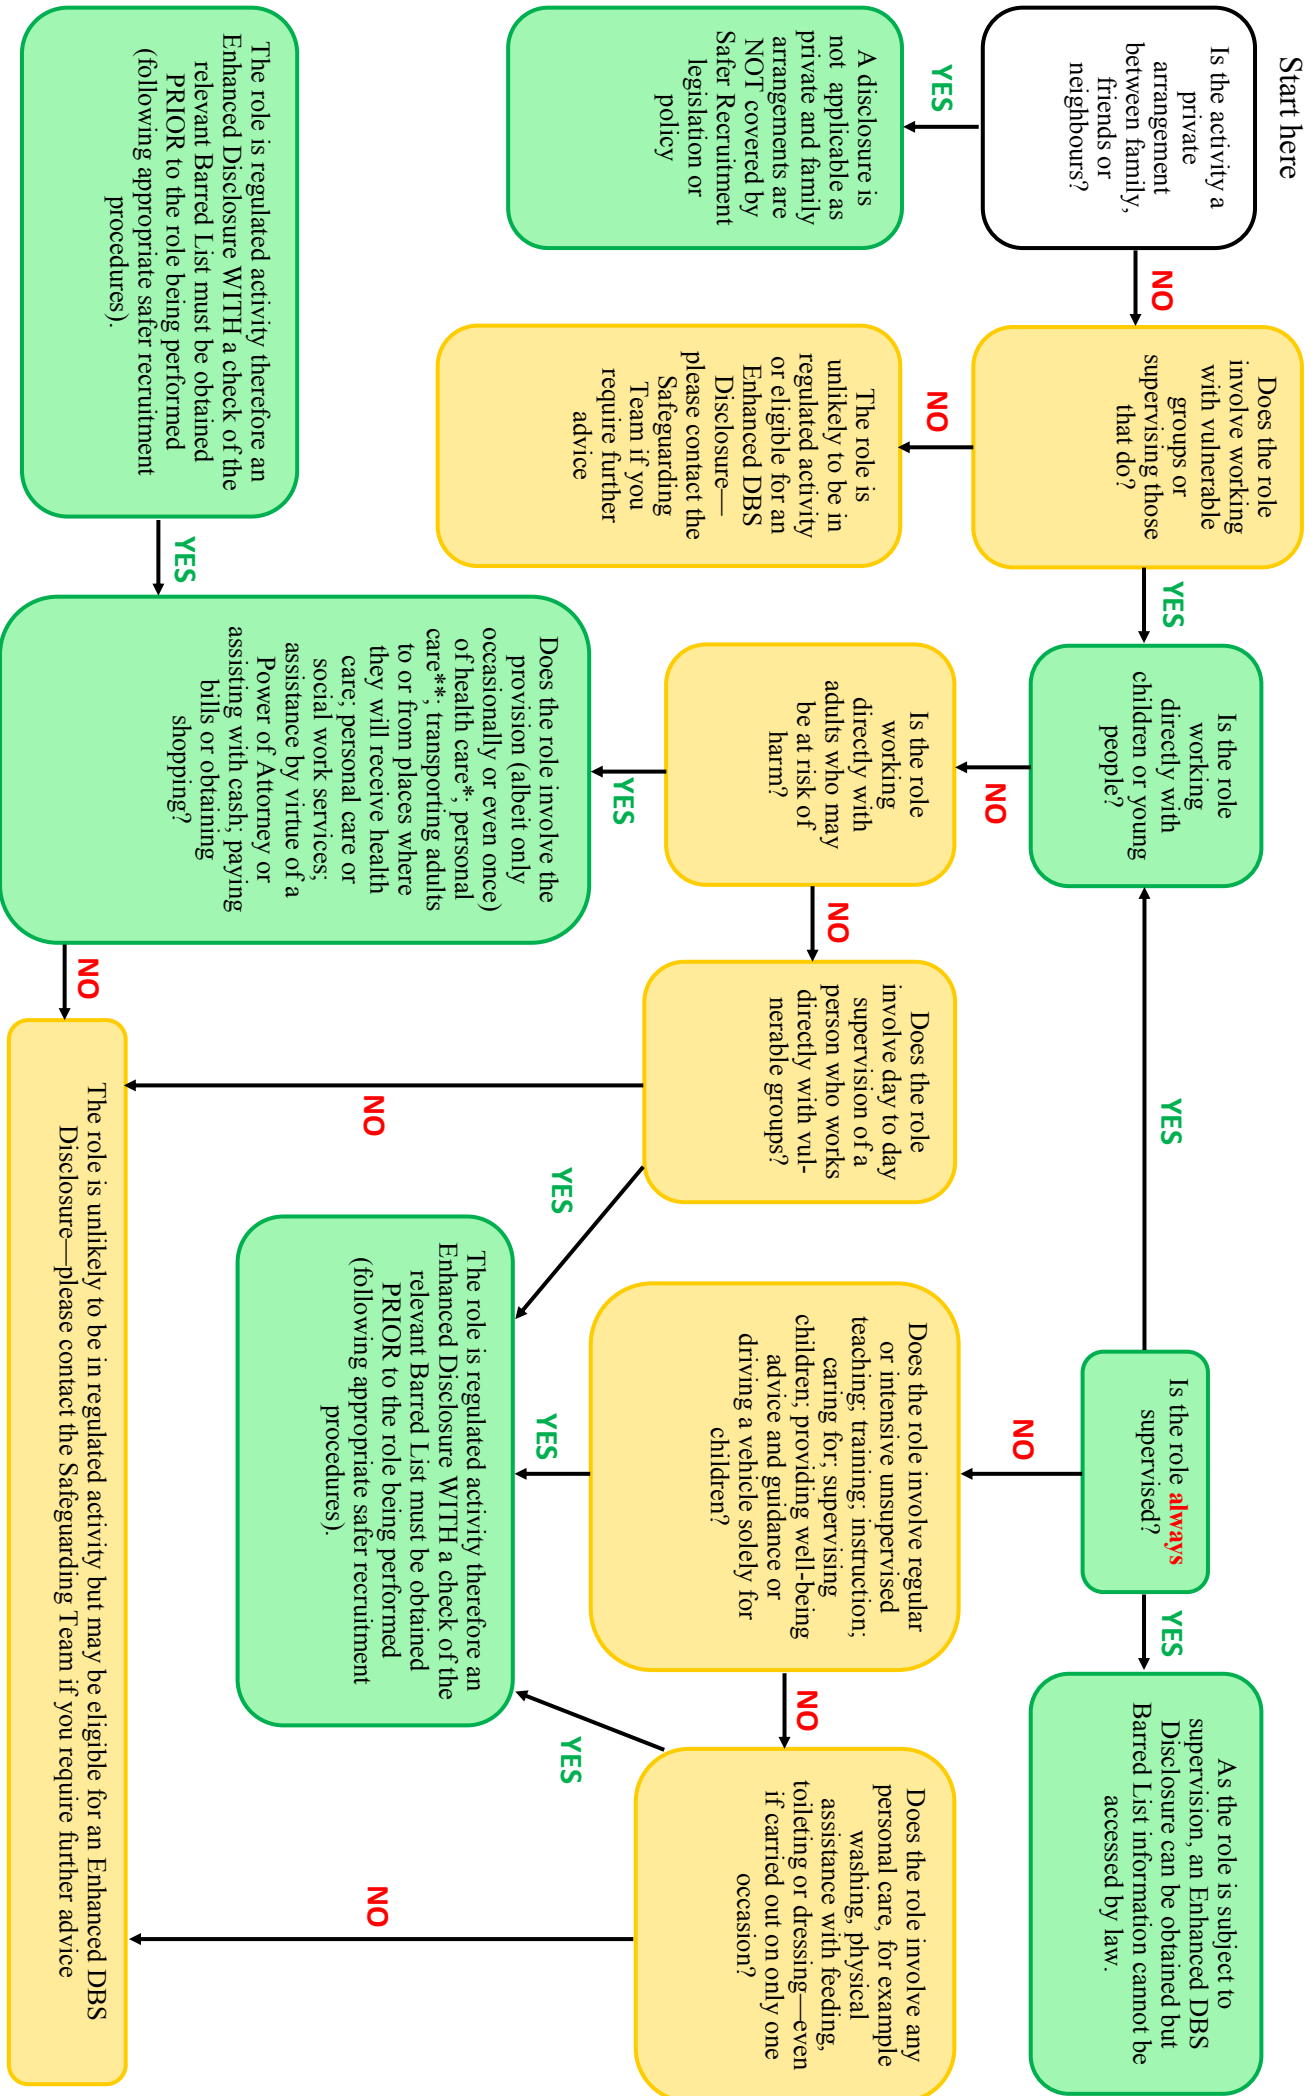 Start here
Is the activity a
private
arrangement
between family,
friends or
neighbours?
YES
A disclosure is
not applicable as
private and family
arrangements are
NOT covered by
Safer Recruitment
legislation or
policy
NO
Does the role
involve working
with vulnerable
groups or
supervising those
that do?
NO
The role is
unlikely to be in
regulated activity
or eligible for an
Enhanced DBS
Disclosure—
please contact the
Safeguarding
Team if you
require further
advice
YES
Is the role
working
directly with
children or young
people?
NO
Is the role
working
directly with
adults who may
be at risk of
harm?
YES
Does the role involve the
provision (albeit only
occasionally or even once)
of health care*; personal
care**; transporting adults
to or from places where
they will receive health
care; personal care or
social work services;
assistance by virtue of a
Power of Attorney or
assisting with cash; paying
bills or obtaining
shopping?
YES
The role is regulated activity therefore an
Enhanced Disclosure WITH a check of the
relevant Barred List must be obtained
PRIOR to the role being performed
(following appropriate safer recruitment
procedures).
NO
NO
Does the role
involve day to day
supervision of a
person who works
directly with vul-
nerable groups?
NO
YES
YES
Is the role always
supervised?
YES
As the role is subject to
supervision, an Enhanced DBS
Disclosure can be obtained but
Barred List information cannot be
accessed by law.
NO
Does the role involve regular
or intensive unsupervised
teaching; training; instruction;
caring for; supervising
children; providing well-being
advice and guidance or
driving a vehicle solely for
children?
YES
The role is regulated activity therefore an
Enhanced Disclosure WITH a check of the
relevant Barred List must be obtained
PRIOR to the role being performed
(following appropriate safer recruitment
procedures).
NO
Does the role involve any
personal care, for example
washing, physical
assistance with feeding,
toileting or dressing—even
if carried out on only one
occasion?
YES
NO
The role is unlikely to be in regulated activity but may be eligible for an Enhanced DBS
Disclosure—please contact the Safeguarding Team if you require further advice